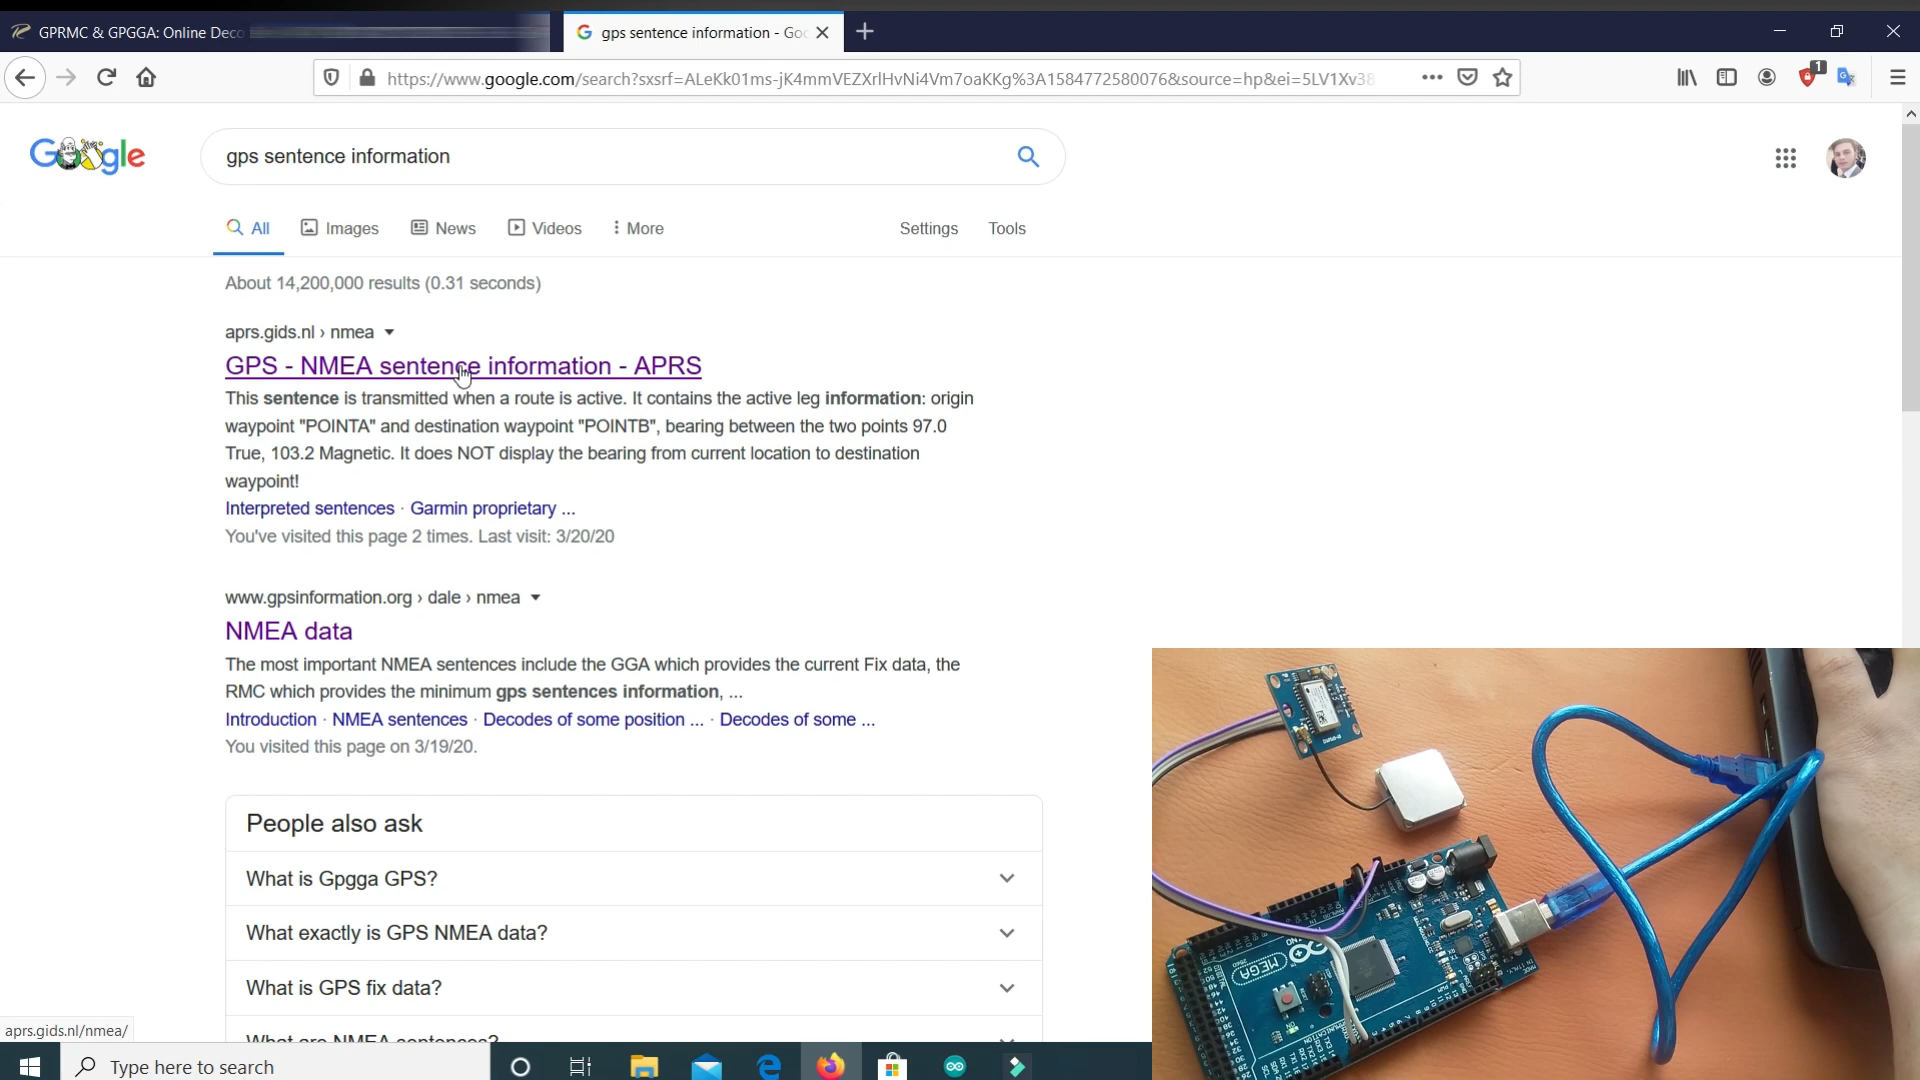 GPRMC & GPGGA: Online Deco
gps sentence information - Goo
https://www.google.com/search?sxsrf=ALeKk01ms-jK4mmVEZXrlHvNi4Vm7oaKKg%3A1584772580076&source=hp&ei=5LV1Xv38
1
Google
gps sentence information
All
Images
News
Videos
More
Settings
Tools
About 14,200,000 results (0.31 seconds)
aprs.gids.nl › nmea
GPS - NMEA sentence information - APRS
This sentence is transmitted when a route is active. It contains the active leg information: origin
waypoint "POINTA" and destination waypoint "POINTB", bearing between the two points 97.0
True, 103.2 Magnetic. It does NOT display the bearing from current location to destination
waypoint!
Interpreted sentences · Garmin proprietary ...
You've visited this page 2 times. Last visit: 3/20/20
www.gpsinformation.org › dale › nmea
NMEA data
The most important NMEA sentences include the GGA which provides the current Fix data, the
RMC which provides the minimum gps sentences information, ...
Introduction · NMEA sentences · Decodes of some position ... · Decodes of some ...
You visited this page on 3/19/20.
People also ask
What is Gpgga GPS?
What exactly is GPS NMEA data?
What is GPS fix data?
What are NMEA sentences?
aprs.gids.nl/nmea/
Type here to search
MEGA